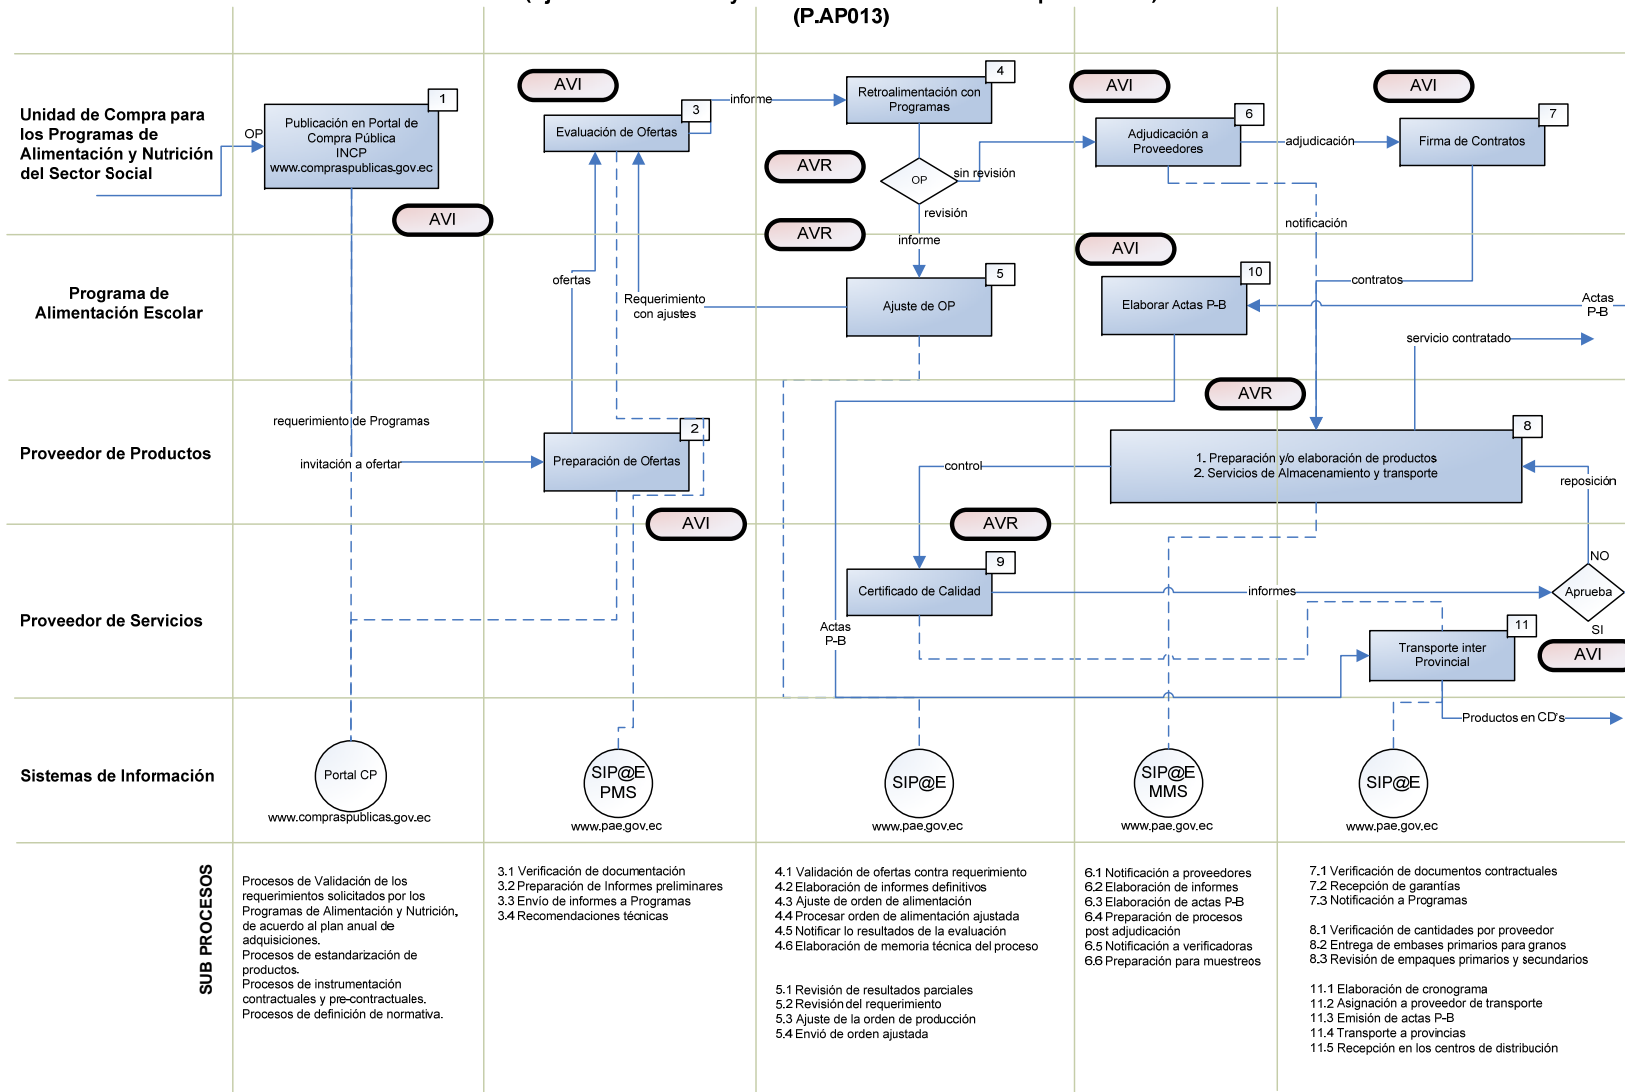 (P.AP013)
Unidad de Compra para
los Programas de
Alimentación y Nutrición
del Sector Social
OP
1
Publicación en Portal de
Compra Pública
INCP
www.compraspublicas.gov.ec
AVI
AVI
3
Evaluación de Ofertas
informe
4
Retroalimentación con
Programas
AVR
OP
sin revisión
revisión
AVI
6
Adjudicación a
Proveedores
adjudicación
AVI
7
Firma de Contratos
notificación
Programa de
Alimentación Escolar
ofertas
Requerimiento
con ajustes
AVR
informe
5
Ajuste de OP
AVI
10
Elaborar Actas P-B
contratos
Actas
P-B
servicio contratado
Proveedor de Productos
requerimiento de Programas
invitación a ofertar
2
Preparación de Ofertas
AVI
AVR
8
1. Preparación y/o elaboración de productos
2. Servicios de Almacenamiento y transporte
control
reposición
Proveedor de Servicios
AVR
9
Certificado de Calidad
informes
NO
Aprueba
SI
Actas
P-B
11
Transporte inter
Provincial
AVI
Productos en CD's
Sistemas de Información
Portal CP
www.compraspublicas.gov.ec
SIP@E
PMS
www.pae.gov.ec
SIP@E
www.pae.gov.ec
SIP@E
MMS
www.pae.gov.ec
SIP@E
www.pae.gov.ec
SUB PROCESOS
Procesos de Validación de los
requerimientos solicitados por los
Programas de Alimentación y Nutrición,
de acuerdo al plan anual de
adquisiciones.
Procesos de estandarización de
productos.
Procesos de instrumentación
contractuales y pre-contractuales.
Procesos de definición de normativa.
3.1 Verificación de documentación
3.2 Preparación de Informes preliminares
3.3 Envío de informes a Programas
3.4 Recomendaciones técnicas
4.1 Validación de ofertas contra requerimiento
4.2 Elaboración de informes definitivos
4.3 Ajuste de orden de alimentación
4.4 Procesar orden de alimentación ajustada
4.5 Notificar lo resultados de la evaluación
4.6 Elaboración de memoria técnica del proceso
5.1 Revisión de resultados parciales
5.2 Revisión del requerimiento
5.3 Ajuste de la orden de producción
5.4 Envió de orden ajustada
6.1 Notificación a proveedores
6.2 Elaboración de informes
6.3 Elaboración de actas P-B
6.4 Preparación de procesos
post adjudicación
6.5 Notificación a verificadoras
6.6 Preparación para muestreos
7.1 Verificación de documentos contractuales
7.2 Recepción de garantías
7.3 Notificación a Programas
8.1 Verificación de cantidades por proveedor
8.2 Entrega de embases primarios para granos
8.3 Revisión de empaques primarios y secundarios
11.1 Elaboración de cronograma
11.2 Asignación a proveedor de transporte
11.3 Emisión de actas P-B
11.4 Transporte a provincias
11.5 Recepción en los centros de distribución